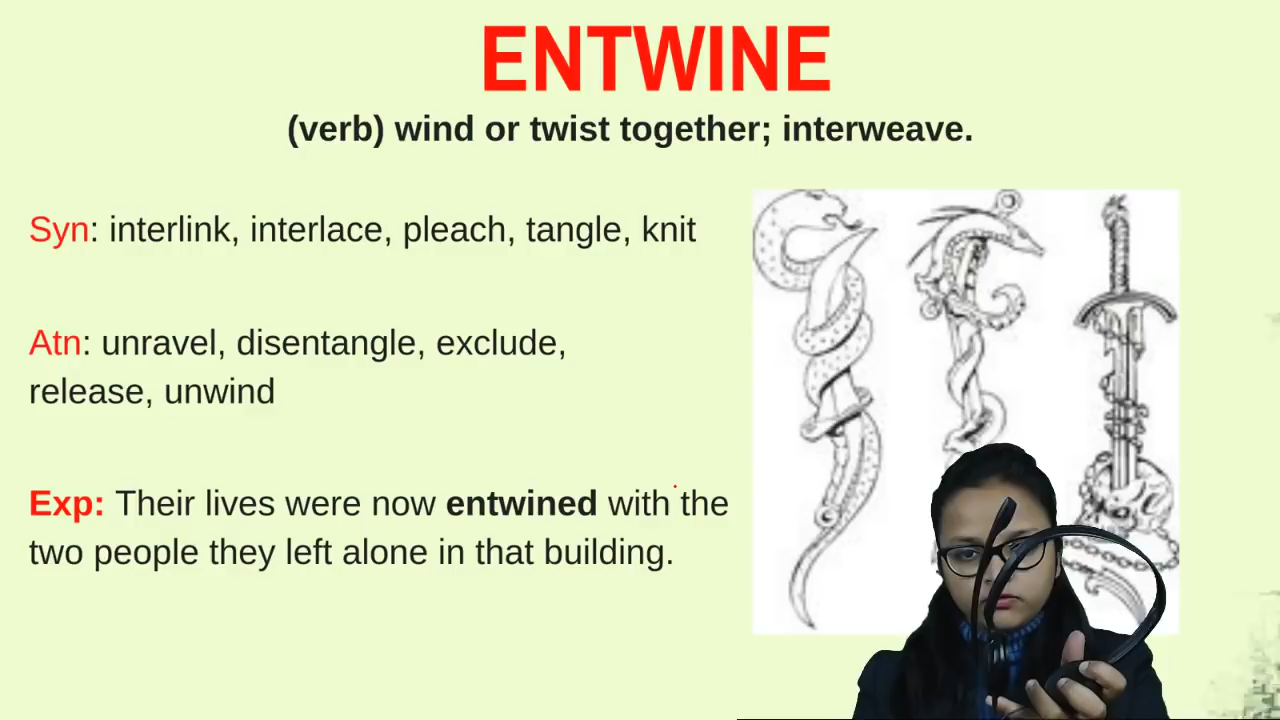 ENTWINE
(verb) wind or twist together; interweave.
Syn: interlink, interlace, pleach, tangle, knit
Atn: unravel, disentangle, exclude,
release, unwind
Exp: Their lives were now entwined with the
two people they left alone in that building.